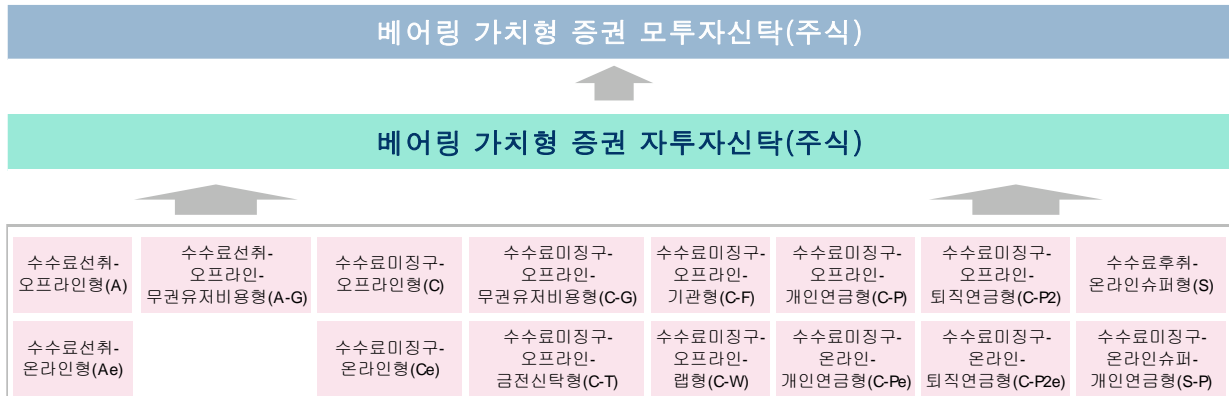 베어링 가치형 증권 모투자신탁(주식)
베어링 가치형 증권 자투자신탁(주식)
수수료선취-
오프라인형(A)
수수료선취-
오프라인-
무권유저비용형(A-G)
수수료미징구-
오프라인형(C)
수수료미징구-
오프라인-
무권유저비용형(C-G)
수수료미징구-
오프라인-
기관형(C-F)
수수료미징구-
오프라인-
개인연금형(C-P)
수수료미징구-
오프라인-
퇴직연금형(C-P2)
수수료후취-
온라인슈퍼형(S)
수수료선취-
온라인형(Ae)
수수료미징구-
온라인형(Ce)
수수료미징구-
오프라인-
금전신탁형(C-T)
수수료미징구-
오프라인-
랩형(C-W)
수수료미징구-
온라인-
개인연금형(C-Pe)
수수료미징구-
온라인-
퇴직연금형(C-P2e)
수수료미징구-
온라인슈퍼-
개인연금형(S-P)